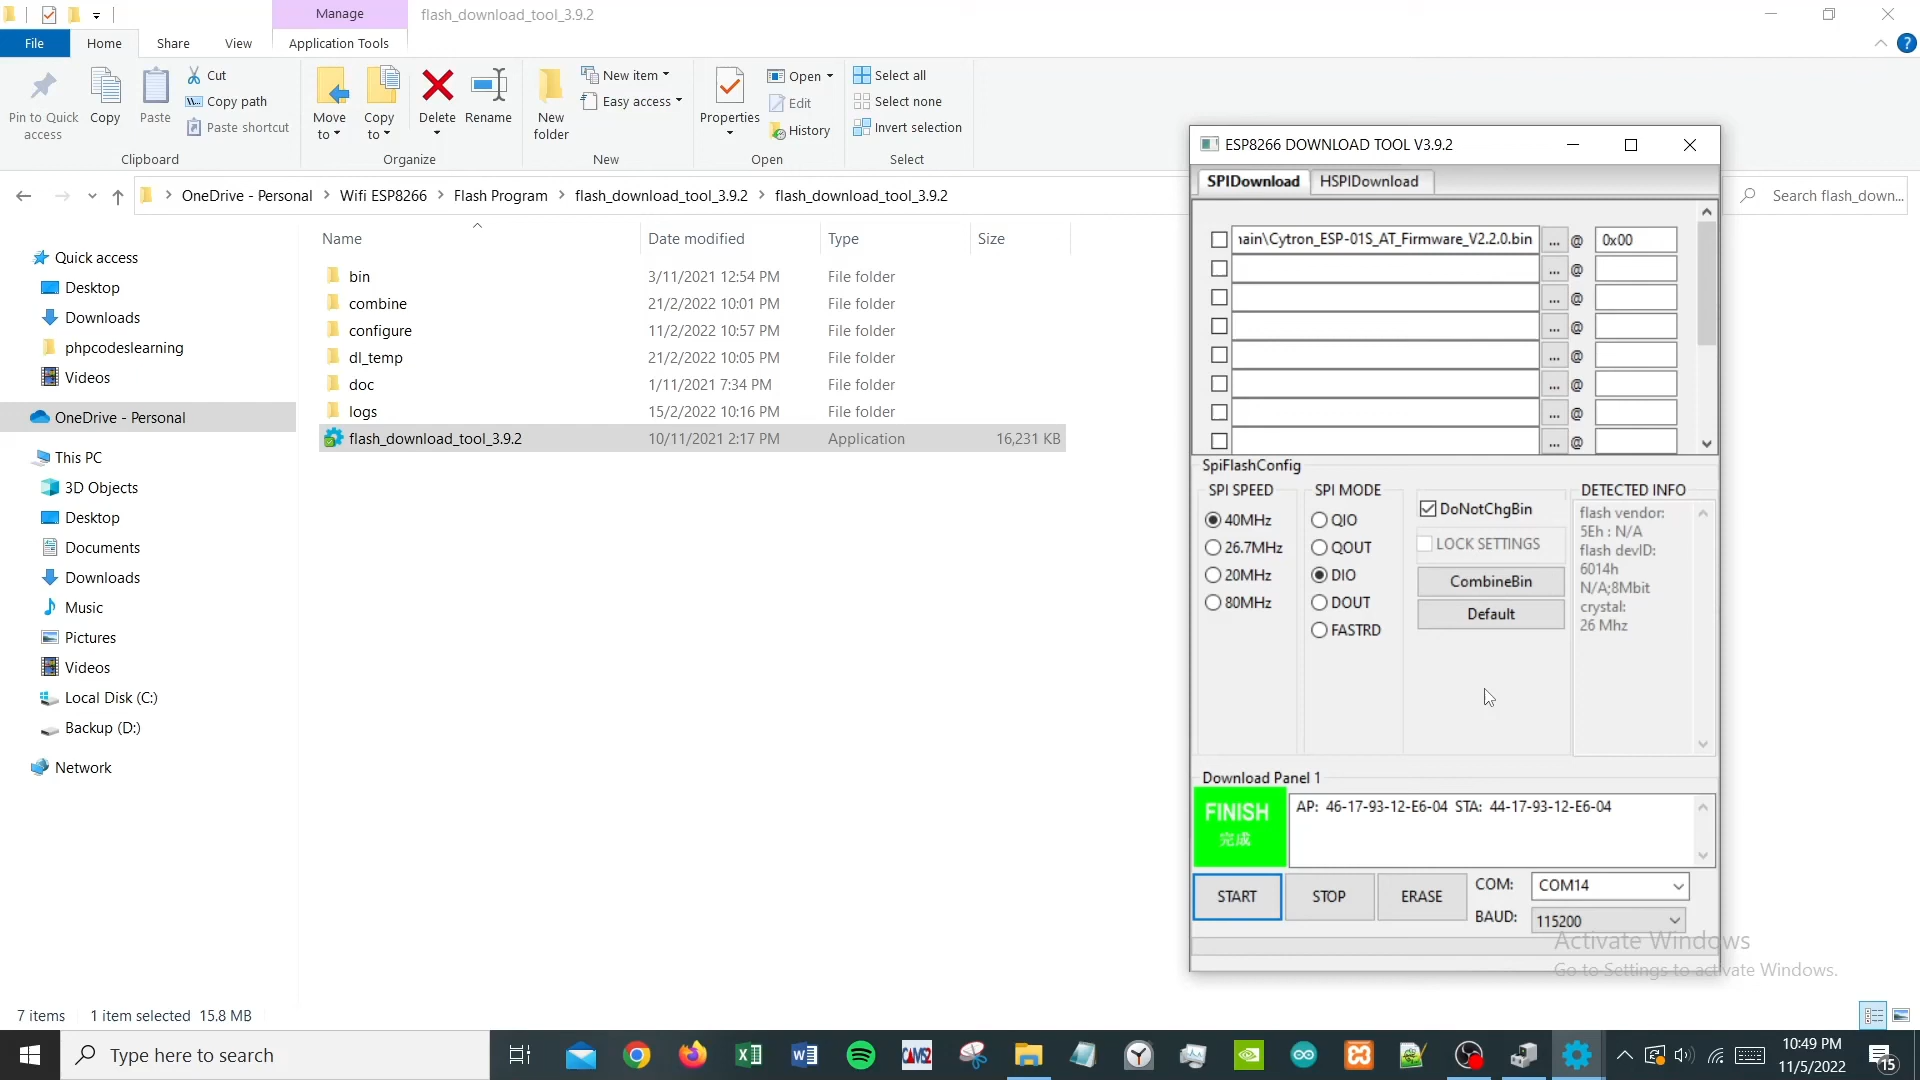 Manage
flash_download_tool_3.9.2
File
Home
Share
View
Application Tools
Pin to Quick access
Copy
Paste
Cut
Copy path
Paste shortcut
Clipboard
Move to
Copy to
Delete
Rename
Organize
New folder
New item
Easy access
New
Properties
Open
Edit
History
Open
Select all
Select none
Invert selection
Select
OneDrive - Personal > Wifi ESP8266 > Flash Program > flash_download_tool_3.9.2 > flash_download_tool_3.9.2
Search flash_down...
Quick access
Desktop
Downloads
phpcodeslearning
Videos
OneDrive - Personal
This PC
3D Objects
Desktop
Documents
Downloads
Music
Pictures
Videos
Local Disk (C:)
Backup (D:)
Network
Name Date modified Type Size
bin 3/11/2021 12:54 PM File folder
combine 21/2/2022 10:01 PM File folder
configure 11/2/2022 10:57 PM File folder
dl_temp 21/2/2022 10:05 PM File folder
doc 1/11/2021 7:34 PM File folder
logs 15/2/2022 10:16 PM File folder
flash_download_tool_3.9.2 10/11/2021 2:17 PM Application 16,231 KB
ESP8266 DOWNLOAD TOOL V3.9.2
SPIDownload HSPIDownload
ain\Cytron_ESP-01S_AT_Firmware_V2.2.0.bin ... @ 0x00
... @
... @
... @
... @
... @
... @
... @
SpiFlashConfig
SPI SPEED
40MHz
26.7MHz
20MHz
80MHz
SPI MODE
QIO
QOUT
DIO
DOUT
FASTRD
DoNotChgBin
LOCK SETTINGS
CombineBin
Default
DETECTED INFO
flash vendor:
5Eh : N/A
flash devID:
6014h
N/A;8Mbit
crystal:
26 Mhz
Download Panel 1
FINISH
完成
AP: 46-17-93-12-E6-04 STA: 44-17-93-12-E6-04
START
STOP
ERASE
COM: COM14
BAUD: 115200
Activate Windows
Go to Settings to activate Windows.
7 items 1 item selected 15.8 MB
Type here to search
CAMS2
10:49 PM
11/5/2022
15